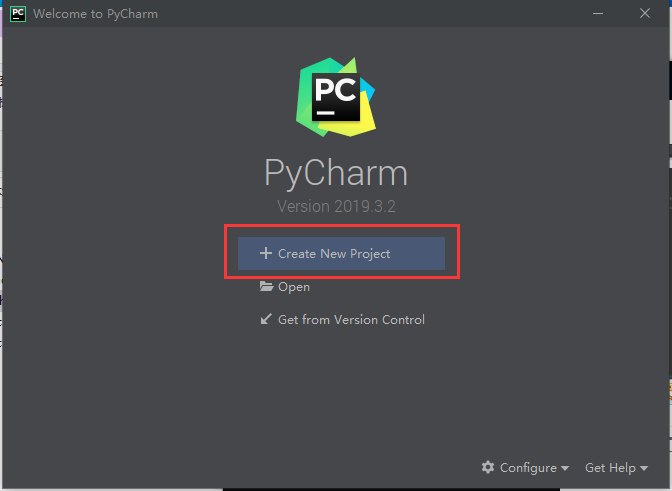 PC Welcome to PyCharm
PC
PyCharm
Version 2019.3.2
Create New Project
Open
Get from Version Control
Configure
Get Help